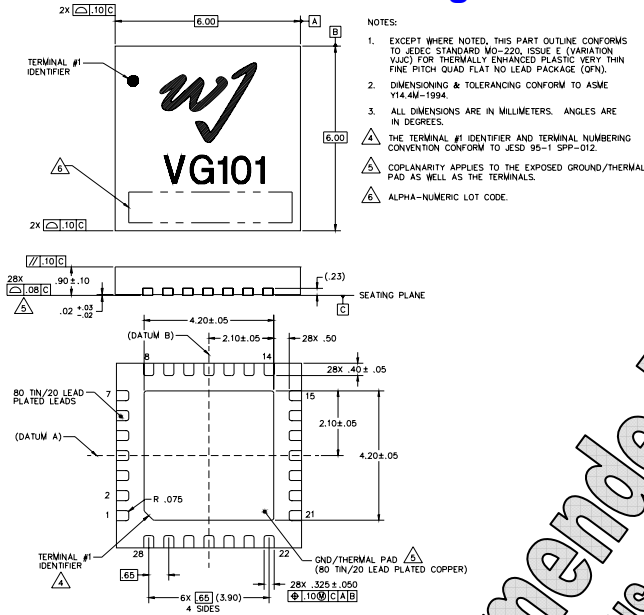 2X ⌓ .10 C
6.00
A
B
TERMINAL #1
IDENTIFIER
wj
VG101
6.00
6
2X ⌓ .10 C
NOTES:
1. EXCEPT WHERE NOTED, THIS PART OUTLINE CONFORMS
TO JEDEC STANDARD MO-220, ISSUE E (VARIATION
VJJC) FOR THERMALLY ENHANCED PLASTIC VERY THIN
FINE PITCH QUAD FLAT NO LEAD PACKAGE (QFN).
2. DIMENSIONING & TOLERANCING CONFORM TO ASME
Y14.4M-1994.
3. ALL DIMENSIONS ARE IN MILLIMETERS. ANGLES ARE
IN DEGREES.
4 THE TERMINAL #1 IDENTIFIER AND TERMINAL NUMBERING
CONVENTION CONFORM TO JESD 95-1 SPP-012.
5 COPLANARITY APPLIES TO THE EXPOSED GROUND/THERMAL
PAD AS WELL AS THE TERMINALS.
6 ALPHA-NUMERIC LOT CODE.
// .10 C
28X
⌓ .08 C
5
.90±.10
.02 +.03 -.02
(.23)
SEATING PLANE
C
4.20±.05
(DATUM B)
2.10±.05
28X .50
8
14
28X .40±.05
80 TIN/20 LEAD
PLATED LEADS
7
15
2.10±.05
(DATUM A)
4.20±.05
2
R .075
1
21
TERMINAL #1
IDENTIFIER
4
28
22
GND/THERMAL PAD 5
(80 TIN/20 LEAD PLATED COPPER)
.65
28X .325±.050
⌖ .10 Ⓜ C A B
6X .65 (3.90)
4 SIDES
mende